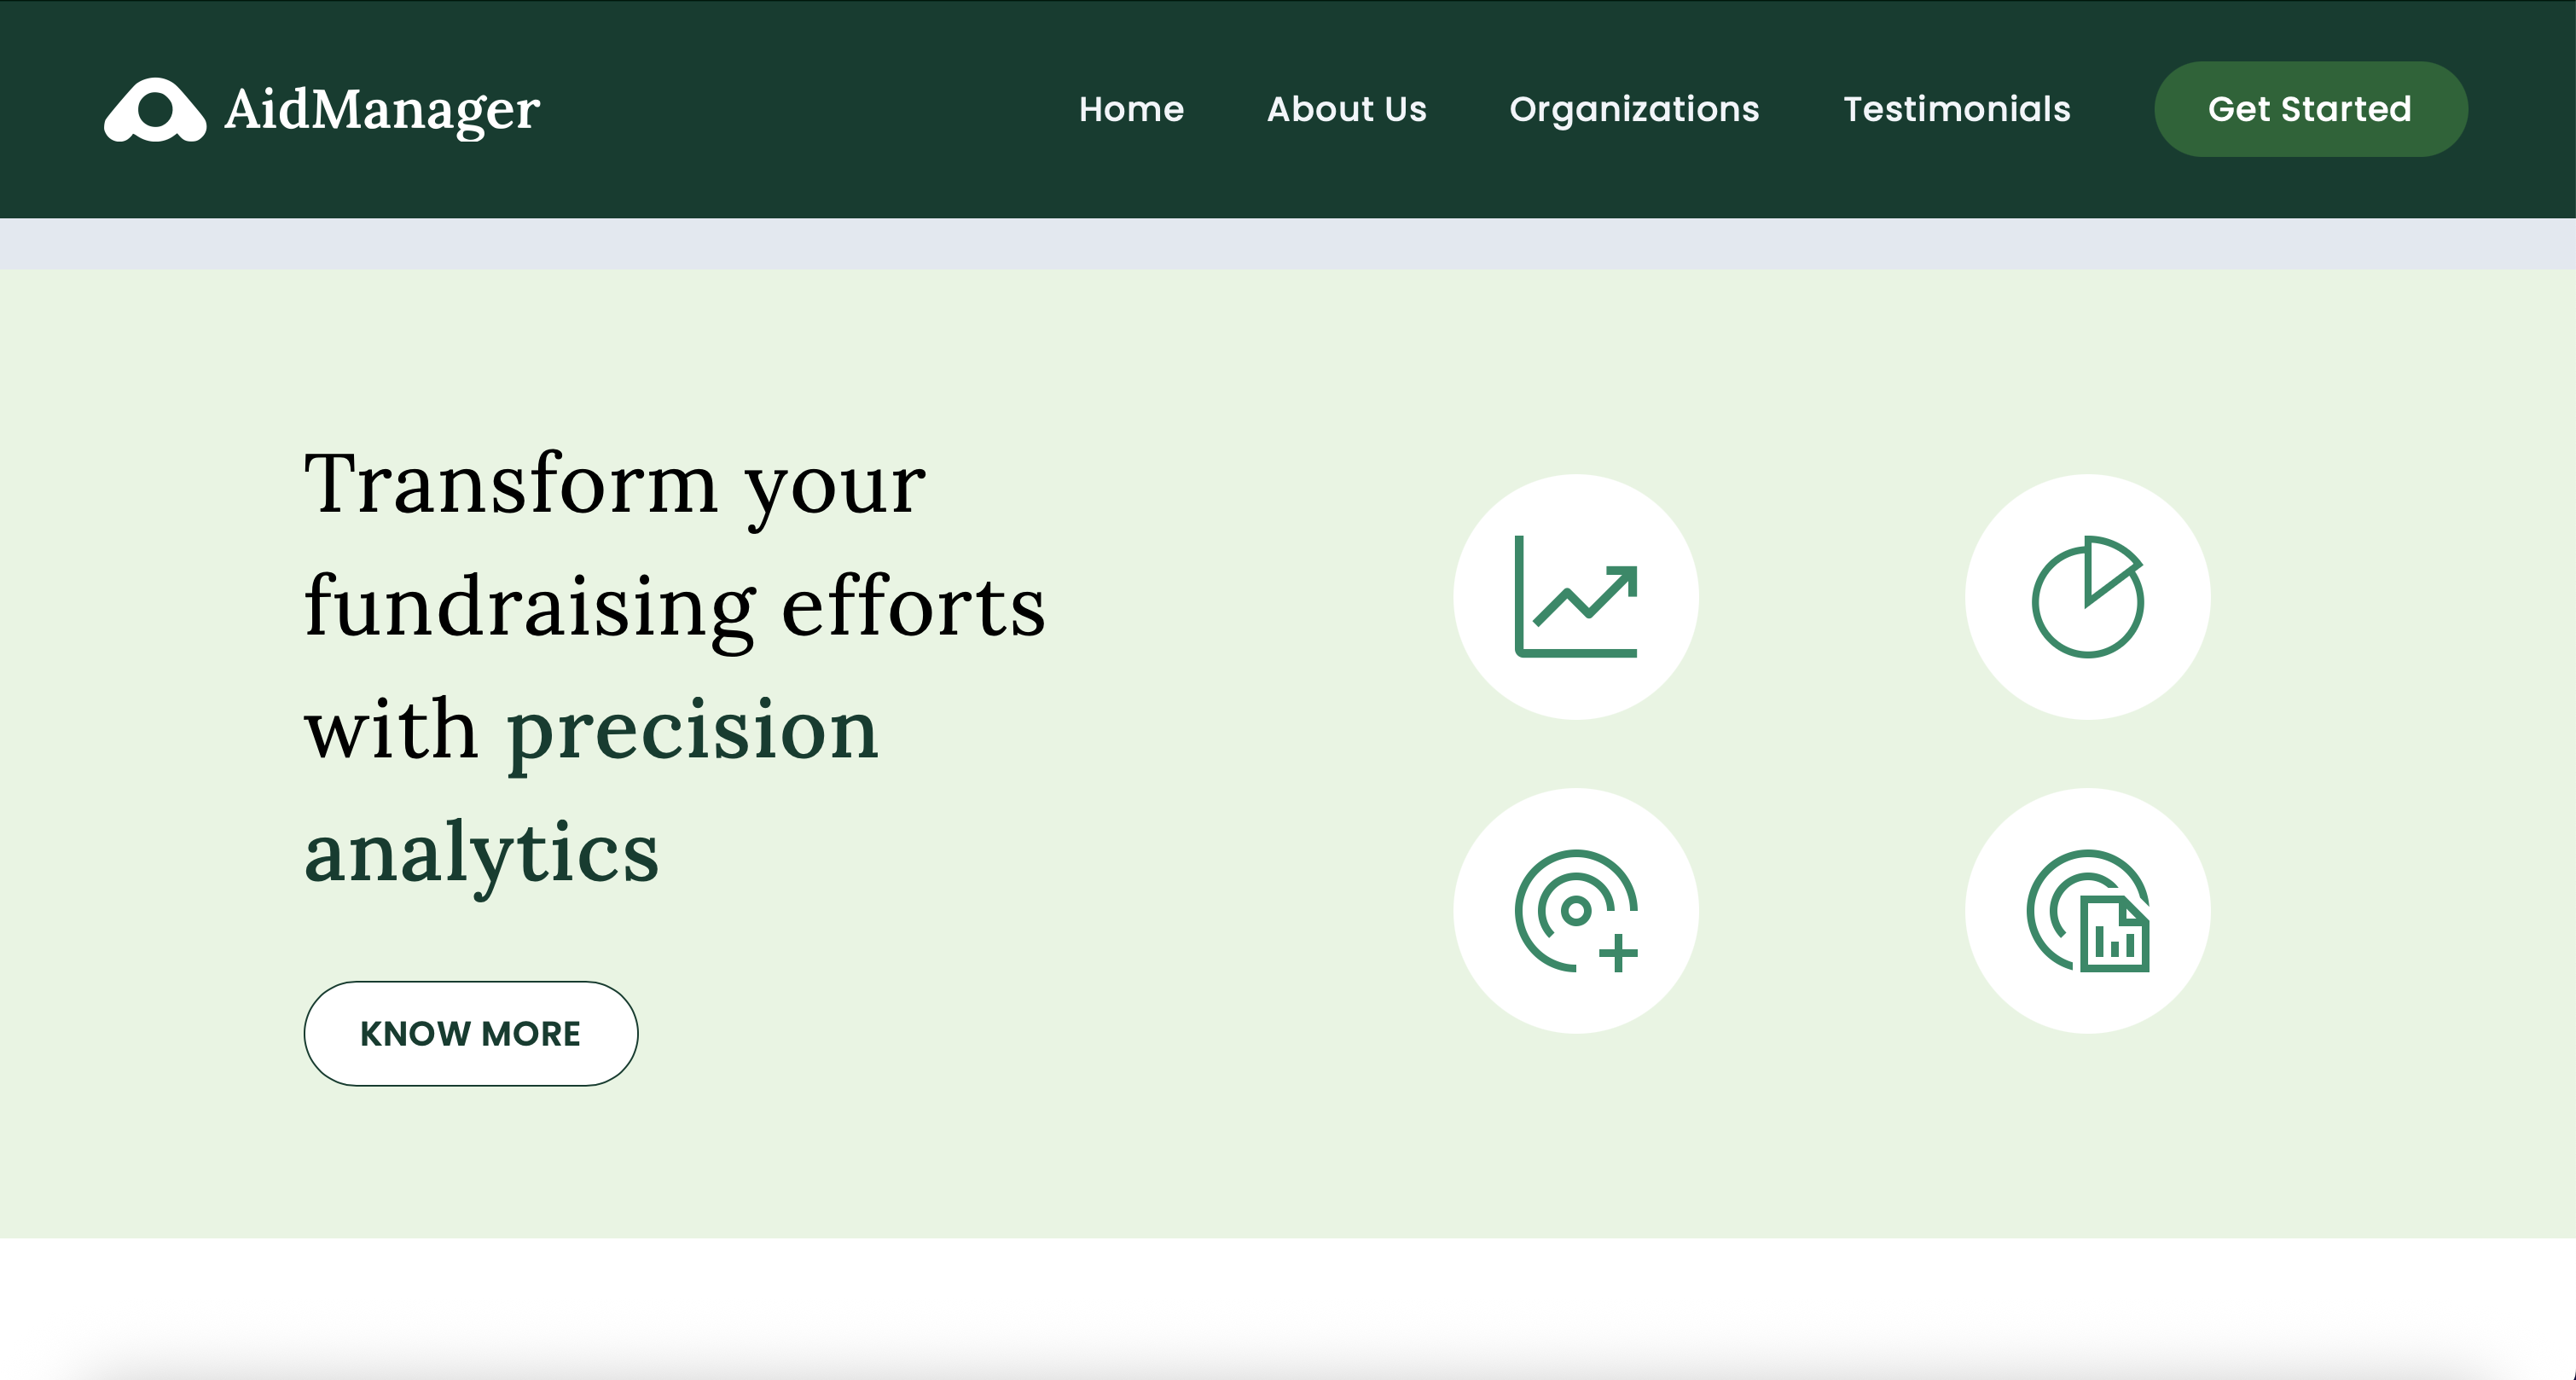 AidManager
Home
About Us
Organizations
Testimonials
Get Started
Transform your
fundraising efforts
with precision
analytics
KNOW MORE